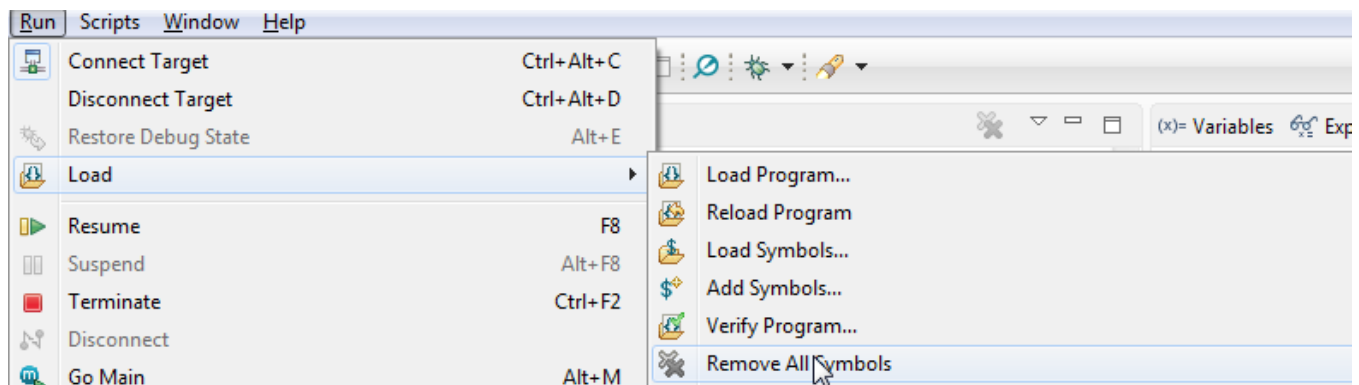 Run Scripts Window Help
Connect Target Ctrl+Alt+C
Disconnect Target Ctrl+Alt+D
(x)= Variables Exp
Restore Debug State Alt+E
Load
Load Program...
Reload Program
Resume F8
Load Symbols...
Suspend Alt+F8
Add Symbols...
Terminate Ctrl+F2
Verify Program...
Disconnect
Remove All Symbols
Go Main Alt+M